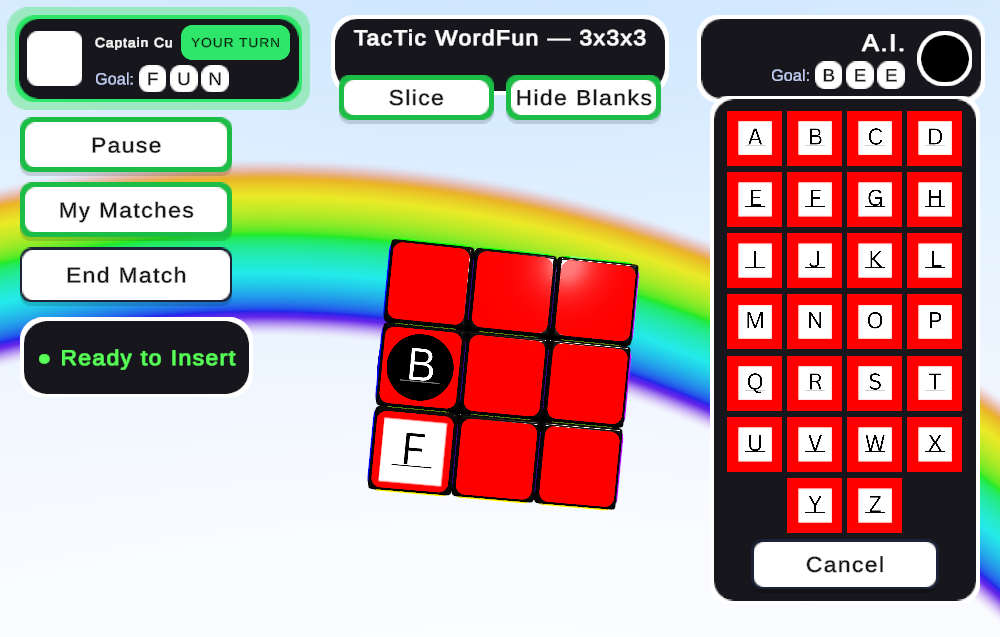 Captain Cu
YOUR TURN
Goal: F U N
TacTic WordFun — 3x3x3
Slice
Hide Blanks
A.I.
Goal: B E E
Pause
My Matches
End Match
Ready to Insert
B
F
A B C D
E F G H
I J K L
M N O P
Q R S T
U V W X
Y Z
Cancel